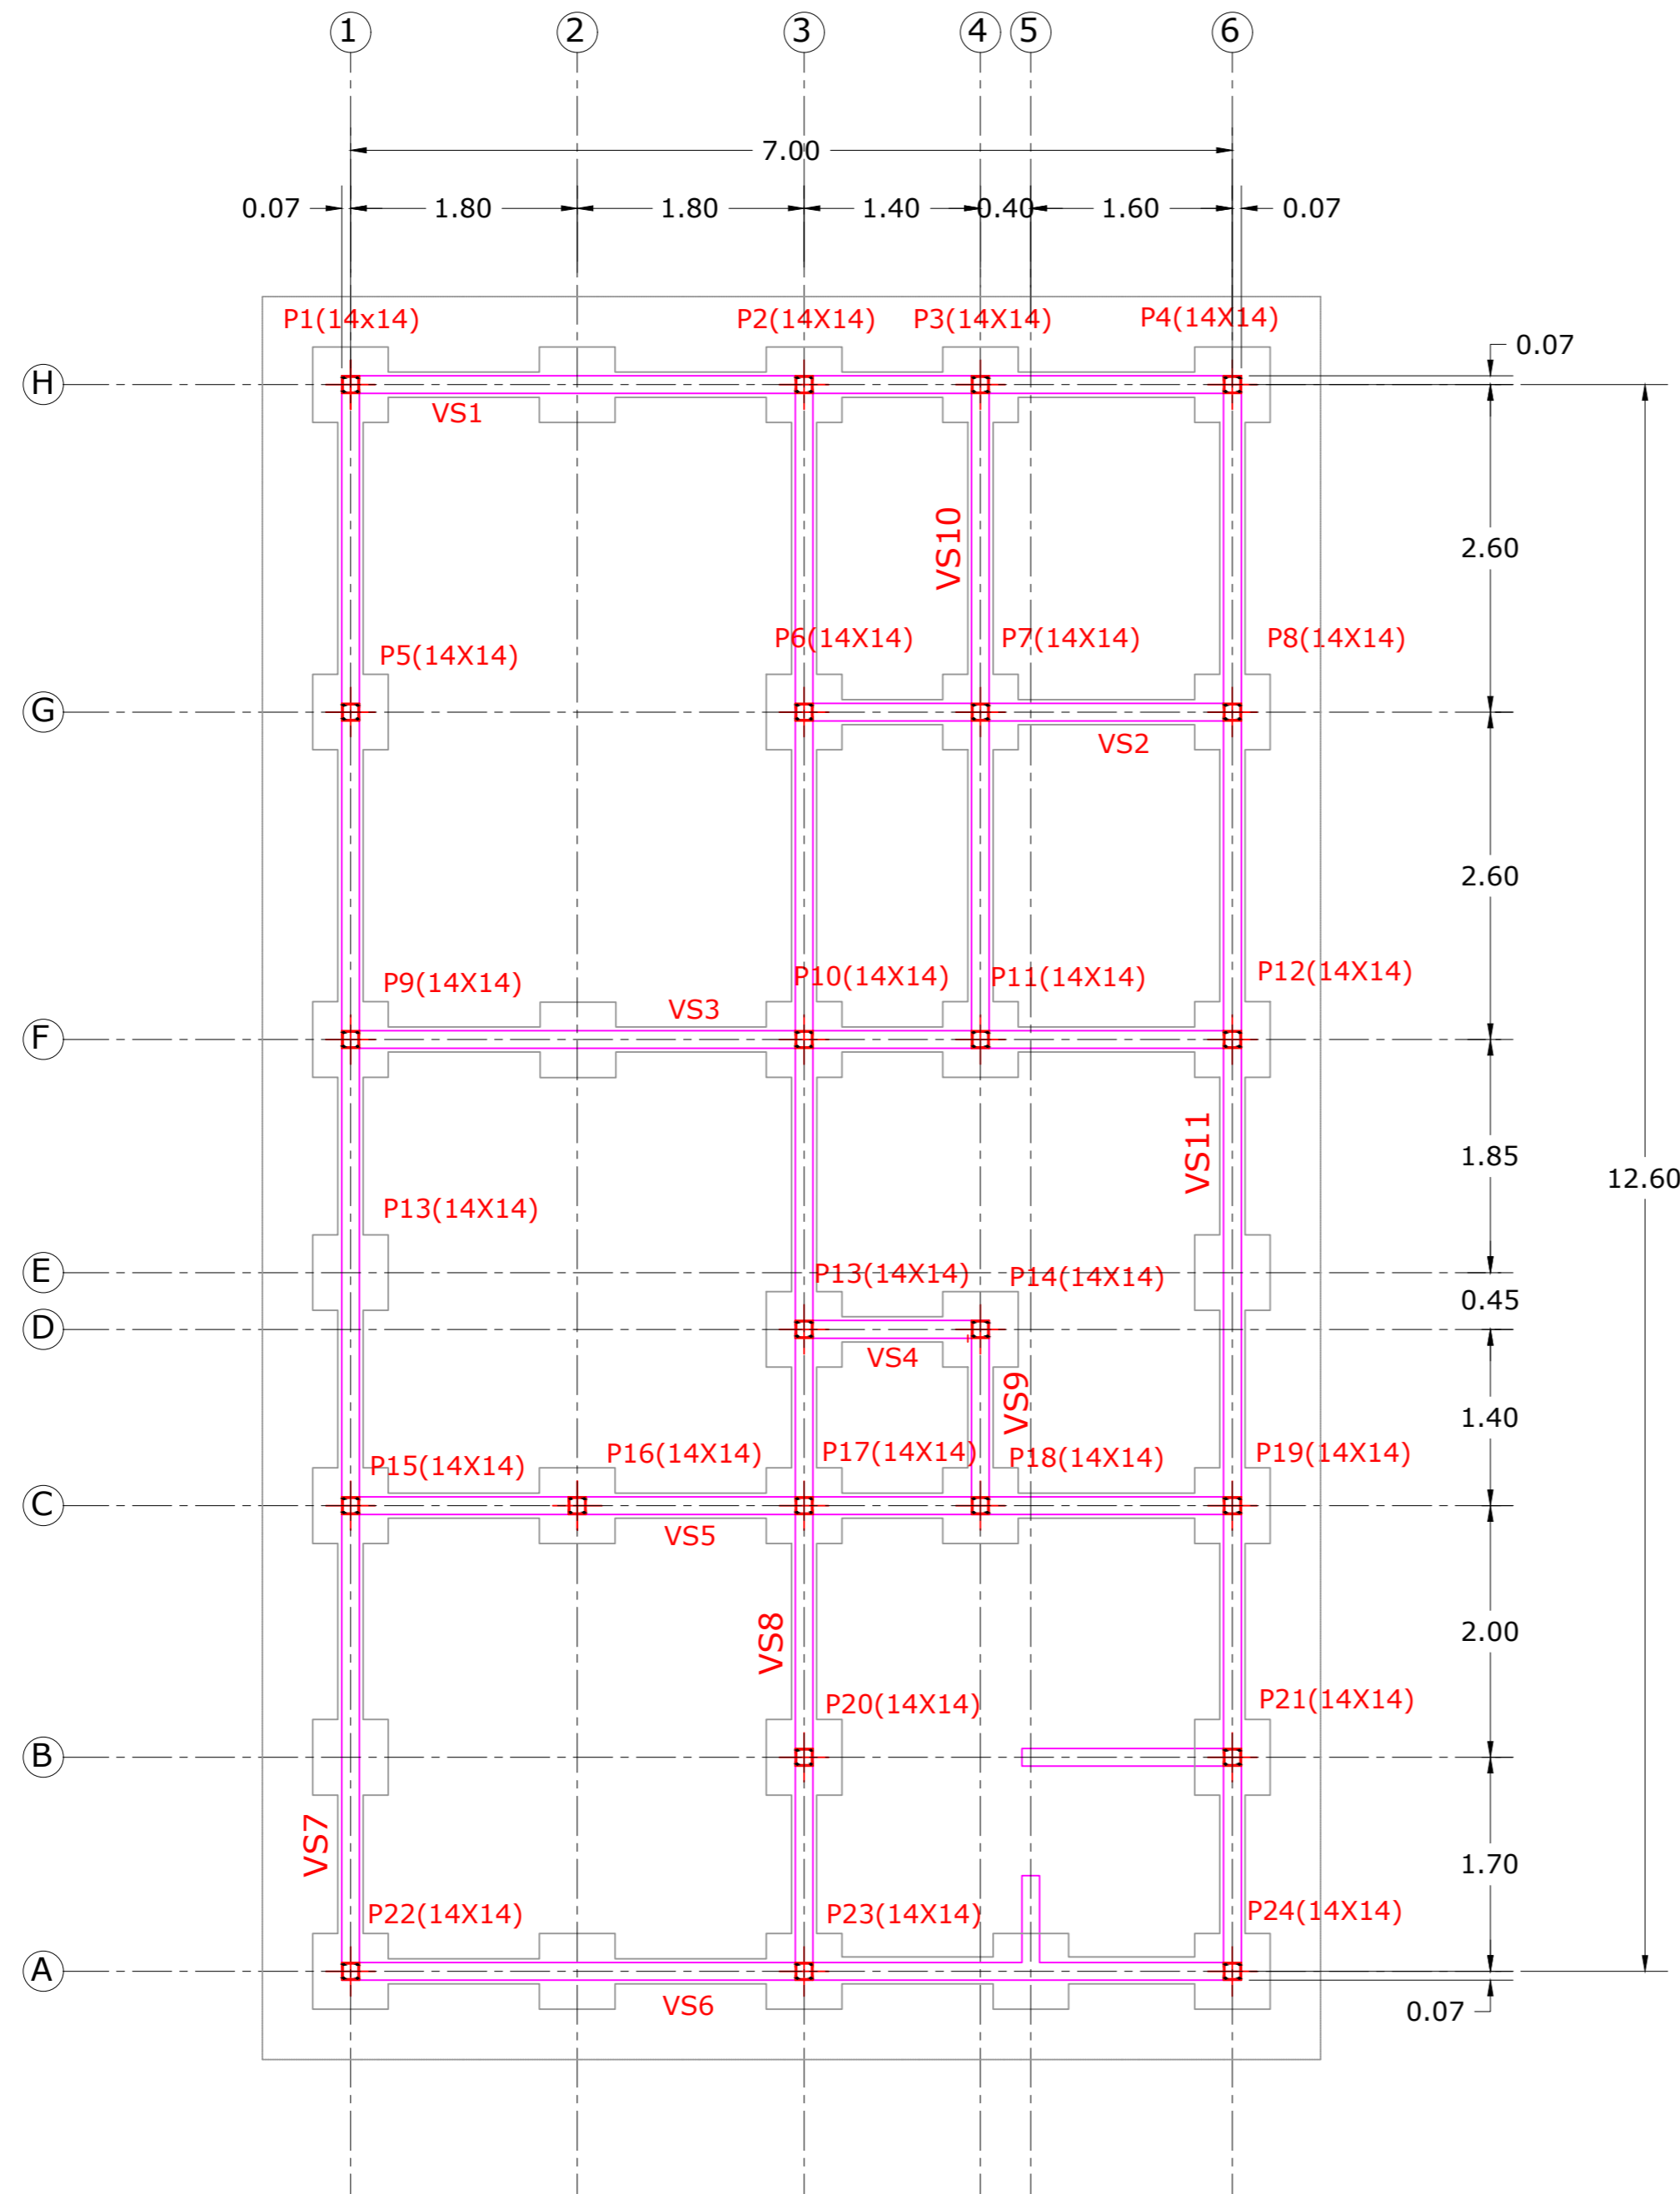 1 2 3 4 5 6
7.00
0.07 1.80 1.80 1.40 0.40 1.60 0.07
P1(14x14) P2(14X14) P3(14X14) P4(14X14)
0.07
H
VS1
2.60
VS10
P5(14X14) P6(14X14) P7(14X14) P8(14X14)
G
VS2
2.60
P9(14X14) P10(14X14) P11(14X14) P12(14X14)
VS3
F
VS11
1.85
12.60
P13(14X14)
E
P13(14X14) P14(14X14)
0.45
D
VS4
VS9
1.40
P15(14X14) P16(14X14) P17(14X14) P18(14X14) P19(14X14)
C
VS5
VS8
2.00
P20(14X14) P21(14X14)
B
VS7
1.70
P22(14X14) P23(14X14) P24(14X14)
A
VS6
0.07